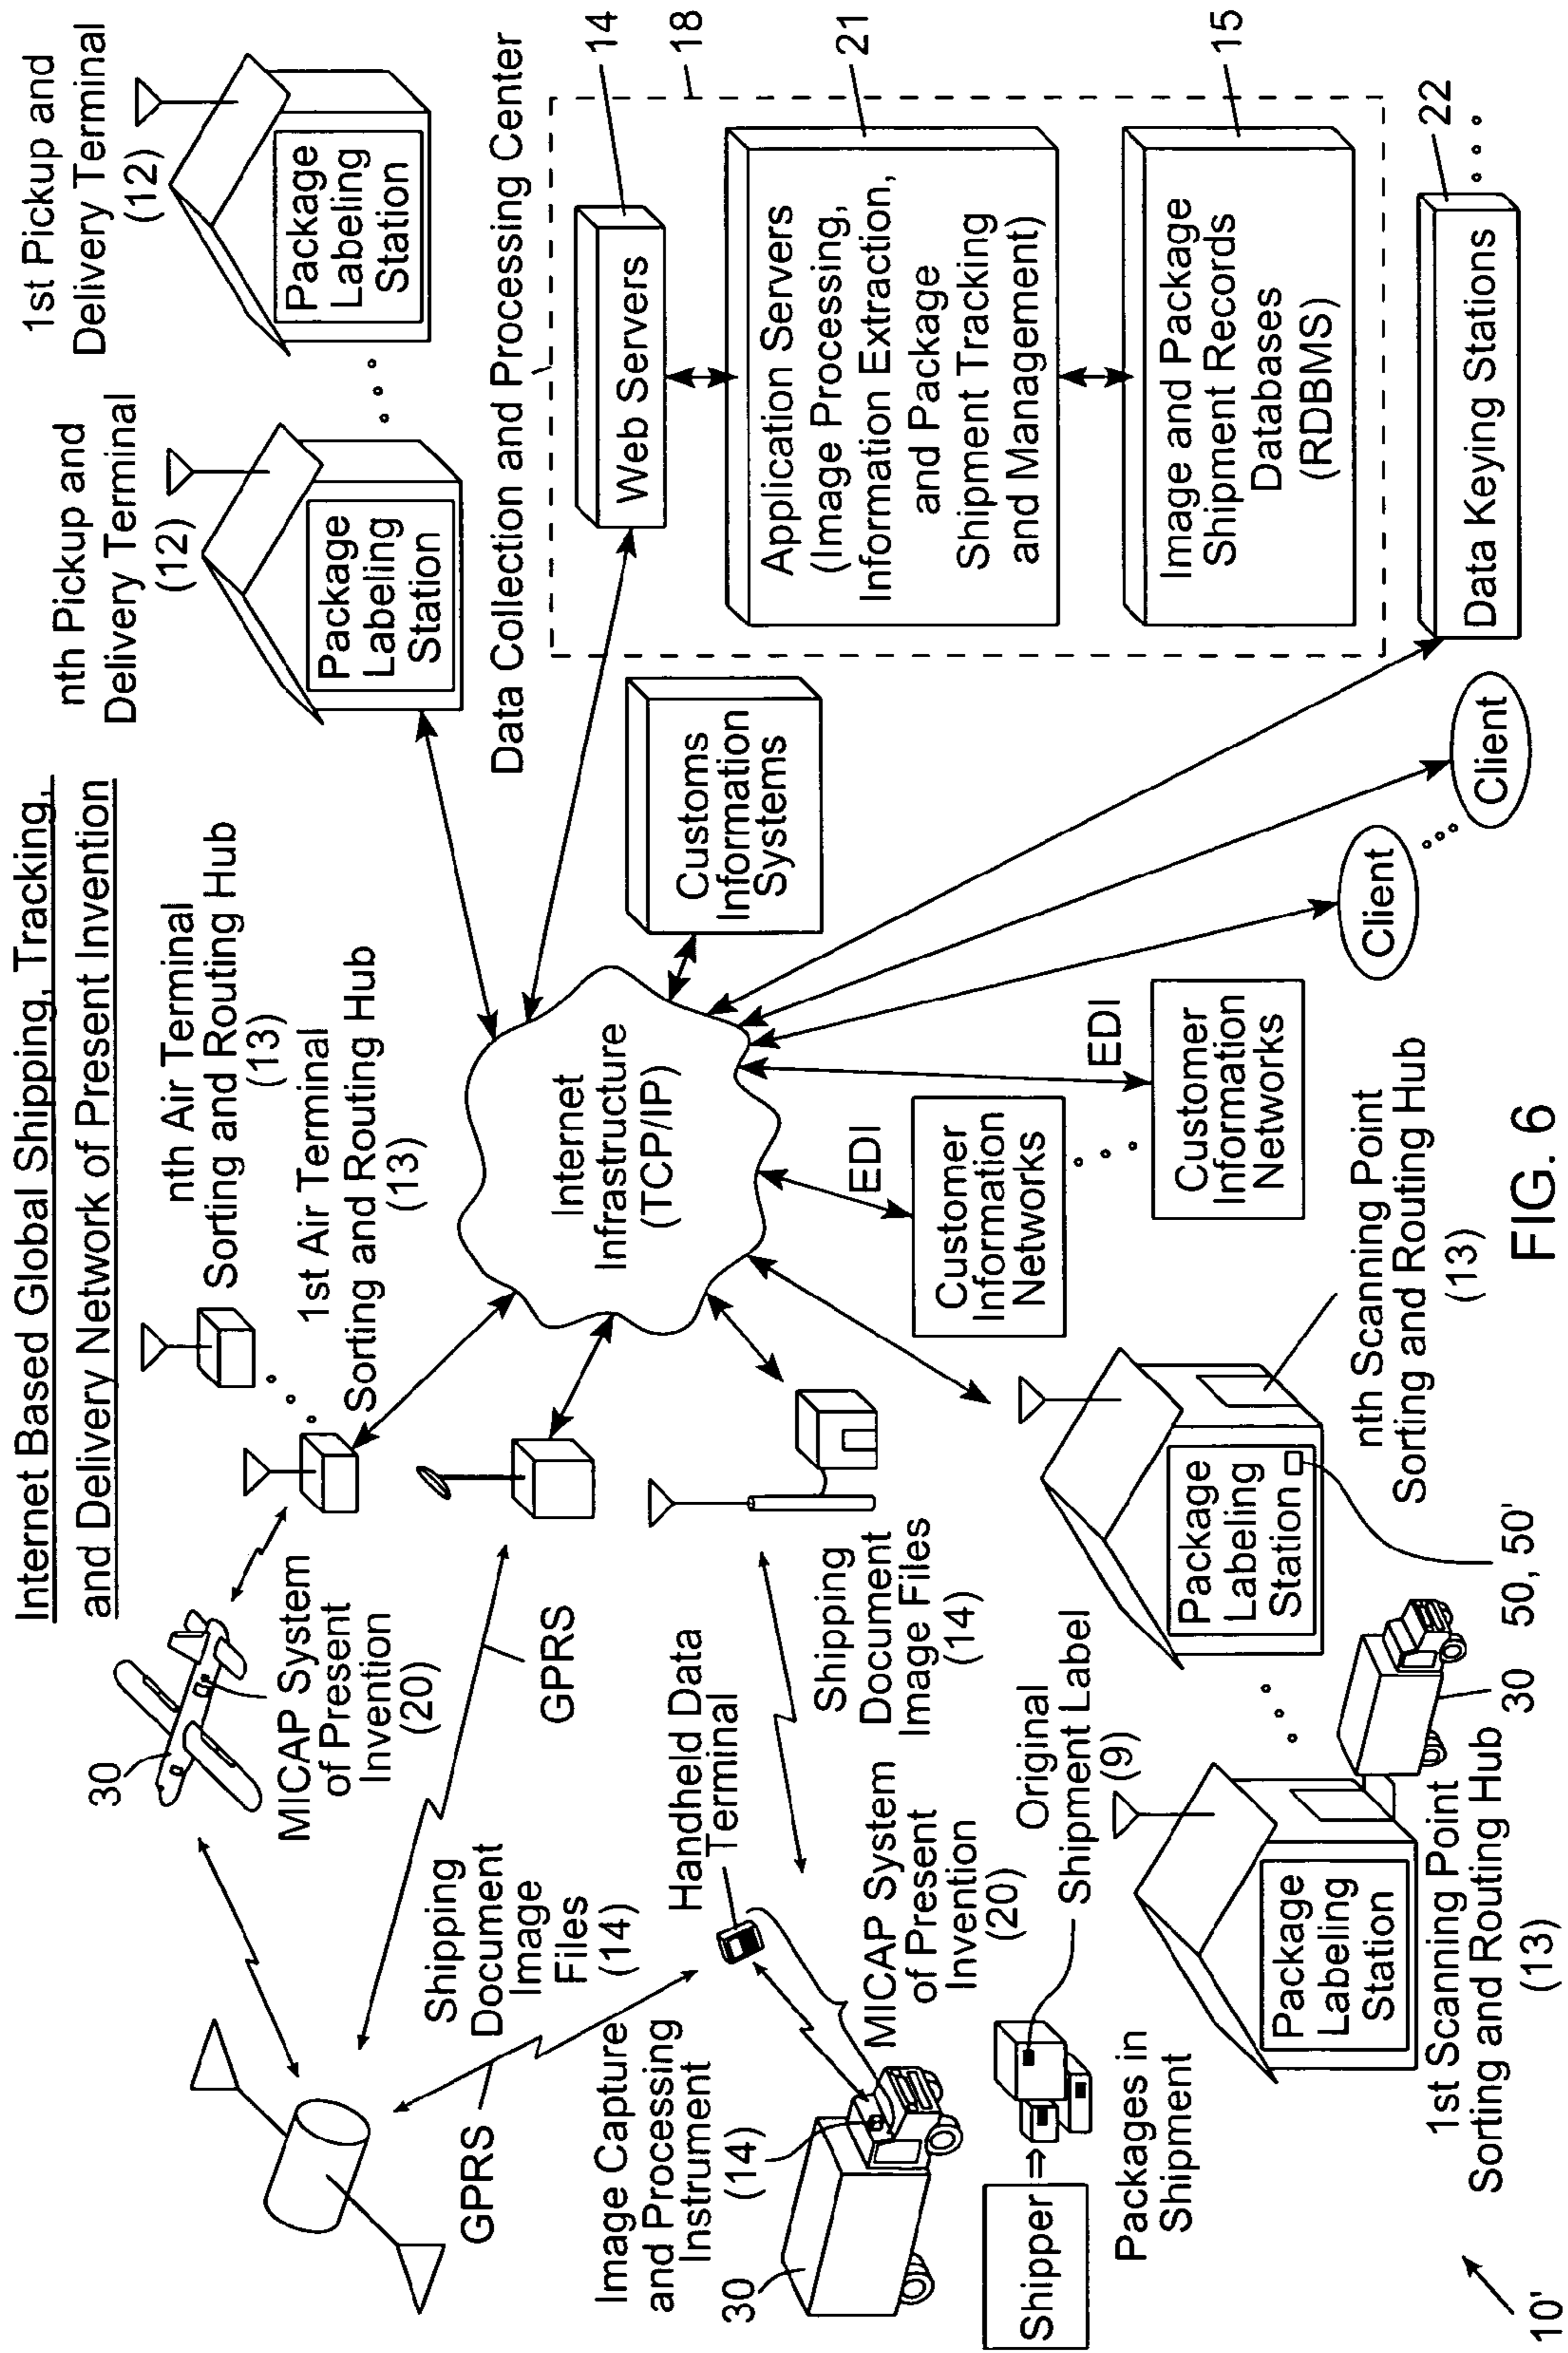 Internet Based Global Shipping, Tracking,
and Delivery Network of Present Invention
30
MICAP System
of Present
Invention
(20)
nth Air Terminal
Sorting and Routing Hub
(13)
1st Air Terminal
Sorting and Routing Hub
(13)
nth Pickup and
Delivery Terminal
(12)
Package
Labeling
Station
1st Pickup and
Delivery Terminal
(12)
Package
Labeling
Station
GPRS
GPRS
Shipping
Document
Image
Files
(14)
Handheld Data
Terminal
Image Capture
and Processing
Instrument
(14)
30
MICAP System
of Present
Invention
(20)
Shipping
Document
Image Files
(14)
Internet
Infrastructure
(TCP/IP)
Customs
Information
Systems
Data Collection and Processing Center
Web Servers
14
18
Application Servers
(Image Processing,
Information Extraction,
and Package
Shipment Tracking
and Management)
21
Image and Package
Shipment Records
Databases
(RDBMS)
15
Data Keying Stations
22
Client
Client
EDI
Customer
Information
Networks
EDI
Customer
Information
Networks
Shipper
Packages in
Shipment
Original
Shipment Label
(9)
Package
Labeling
Station
1st Scanning Point
Sorting and Routing Hub
(13)
30
Package
Labeling
Station
50, 50'
nth Scanning Point
Sorting and Routing Hub
(13)
10'
FIG. 6